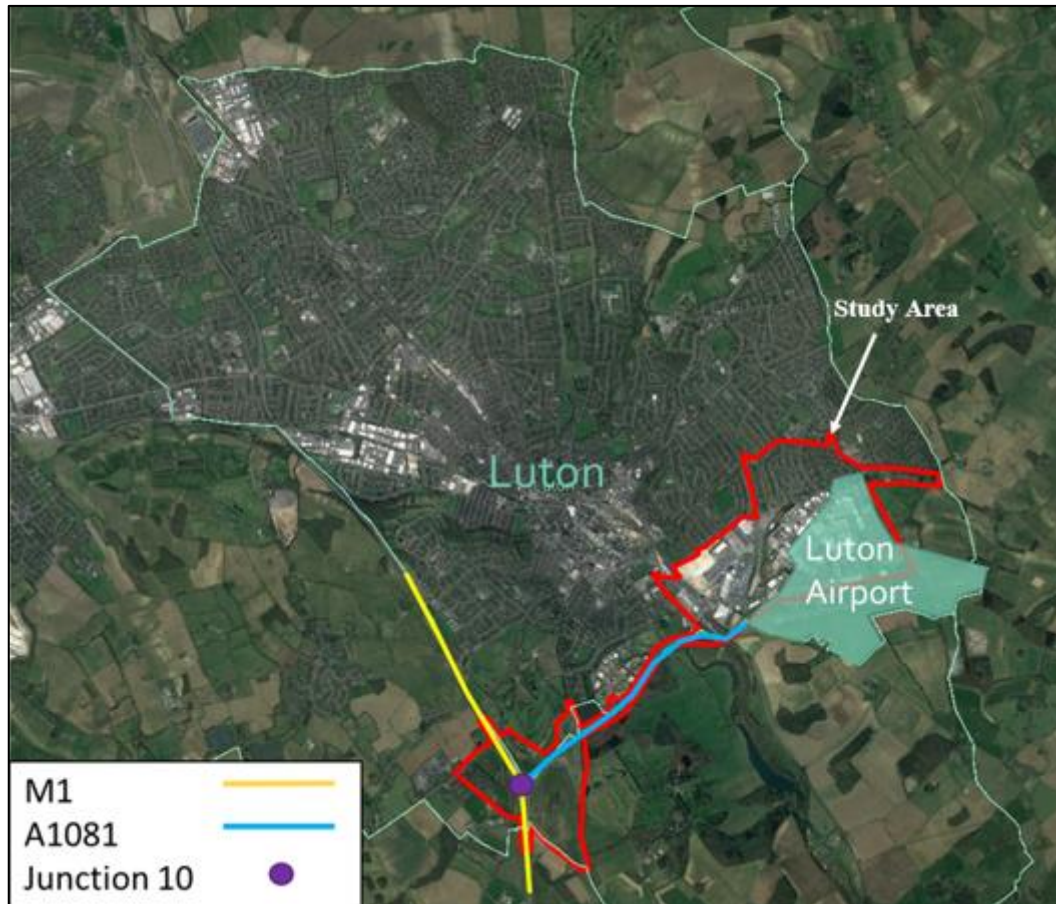 Study Area
Luton
Luton
Airport
M1
A1081
Junction 10